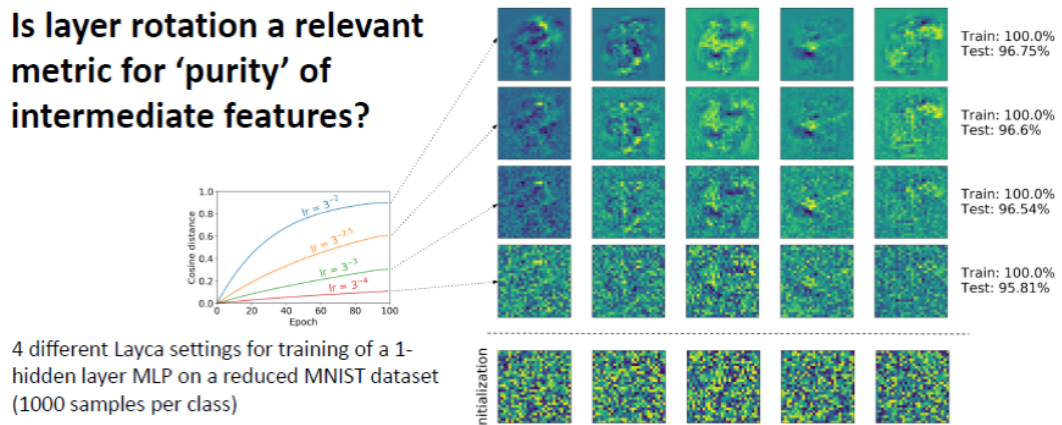 Is layer rotation a relevant
metric for ‘purity’ of
intermediate features?
Train: 100.0%
Test: 96.75%
Train: 100.0%
Test: 96.6%
Train: 100.0%
Test: 96.54%
Train: 100.0%
Test: 95.81%
Cosine distance
1.0
0.8
0.6
0.4
0.2
0.0
lr = 3⁻²
lr = 3⁻²·⁵
lr = 3⁻³
lr = 3⁻⁴
0 20 40 60 80 100
Epoch
4 different Layca settings for training of a 1-
hidden layer MLP on a reduced MNIST dataset
(1000 samples per class)
nitialization